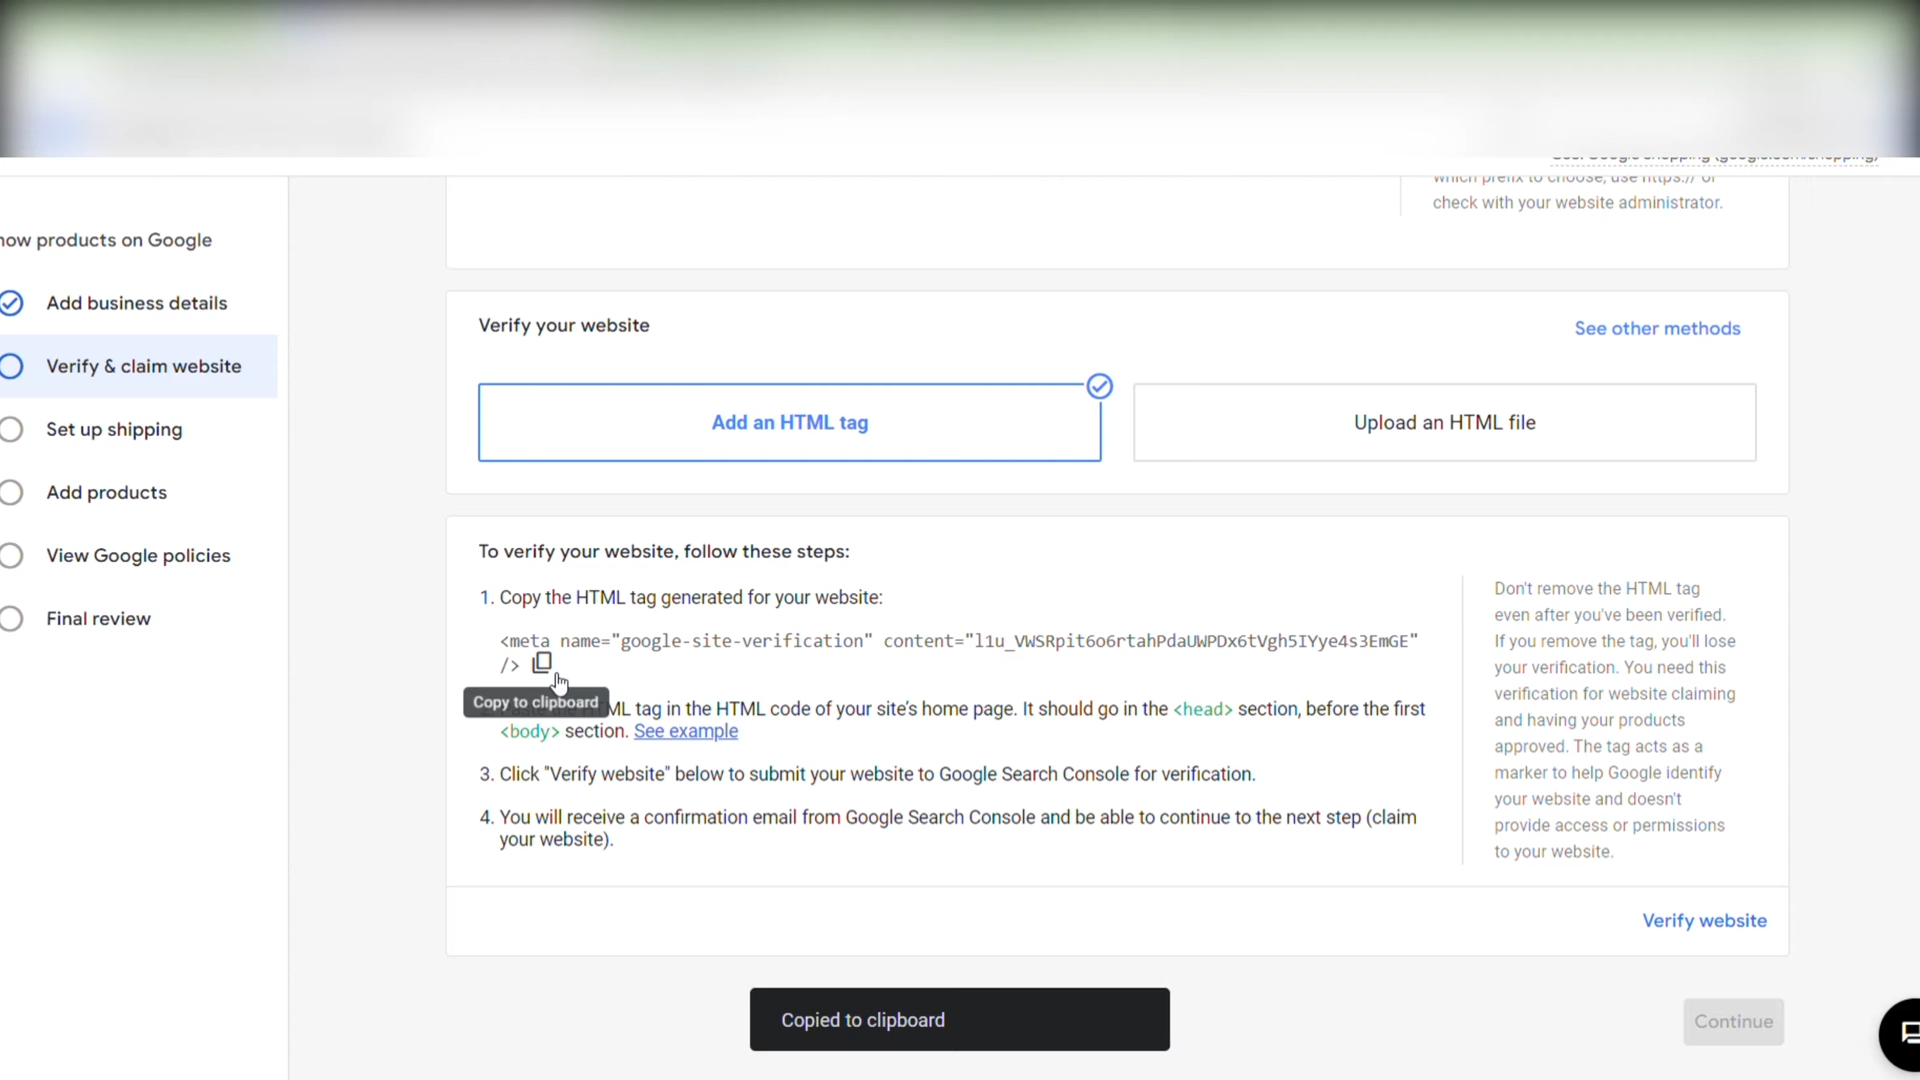 check with your website administrator.
now products on Google
Add business details
Verify & claim website
Set up shipping
Add products
View Google policies
Final review
Verify your website
See other methods
Add an HTML tag
Upload an HTML file
To verify your website, follow these steps:
1. Copy the HTML tag generated for your website:
<meta name="google-site-verification" content="l1u_VWSRpit6o6rtahPdaUWPDx6tVgh5IYye4s3EmGE"
/>
Copy to clipboard
ML tag in the HTML code of your site's home page. It should go in the <head> section, before the first
<body> section. See example
3. Click "Verify website" below to submit your website to Google Search Console for verification.
4. You will receive a confirmation email from Google Search Console and be able to continue to the next step (claim
your website).
Don't remove the HTML tag
even after you've been verified.
If you remove the tag, you'll lose
your verification. You need this
verification for website claiming
and having your products
approved. The tag acts as a
marker to help Google identify
your website and doesn't
provide access or permissions
to your website.
Verify website
Copied to clipboard
Continue